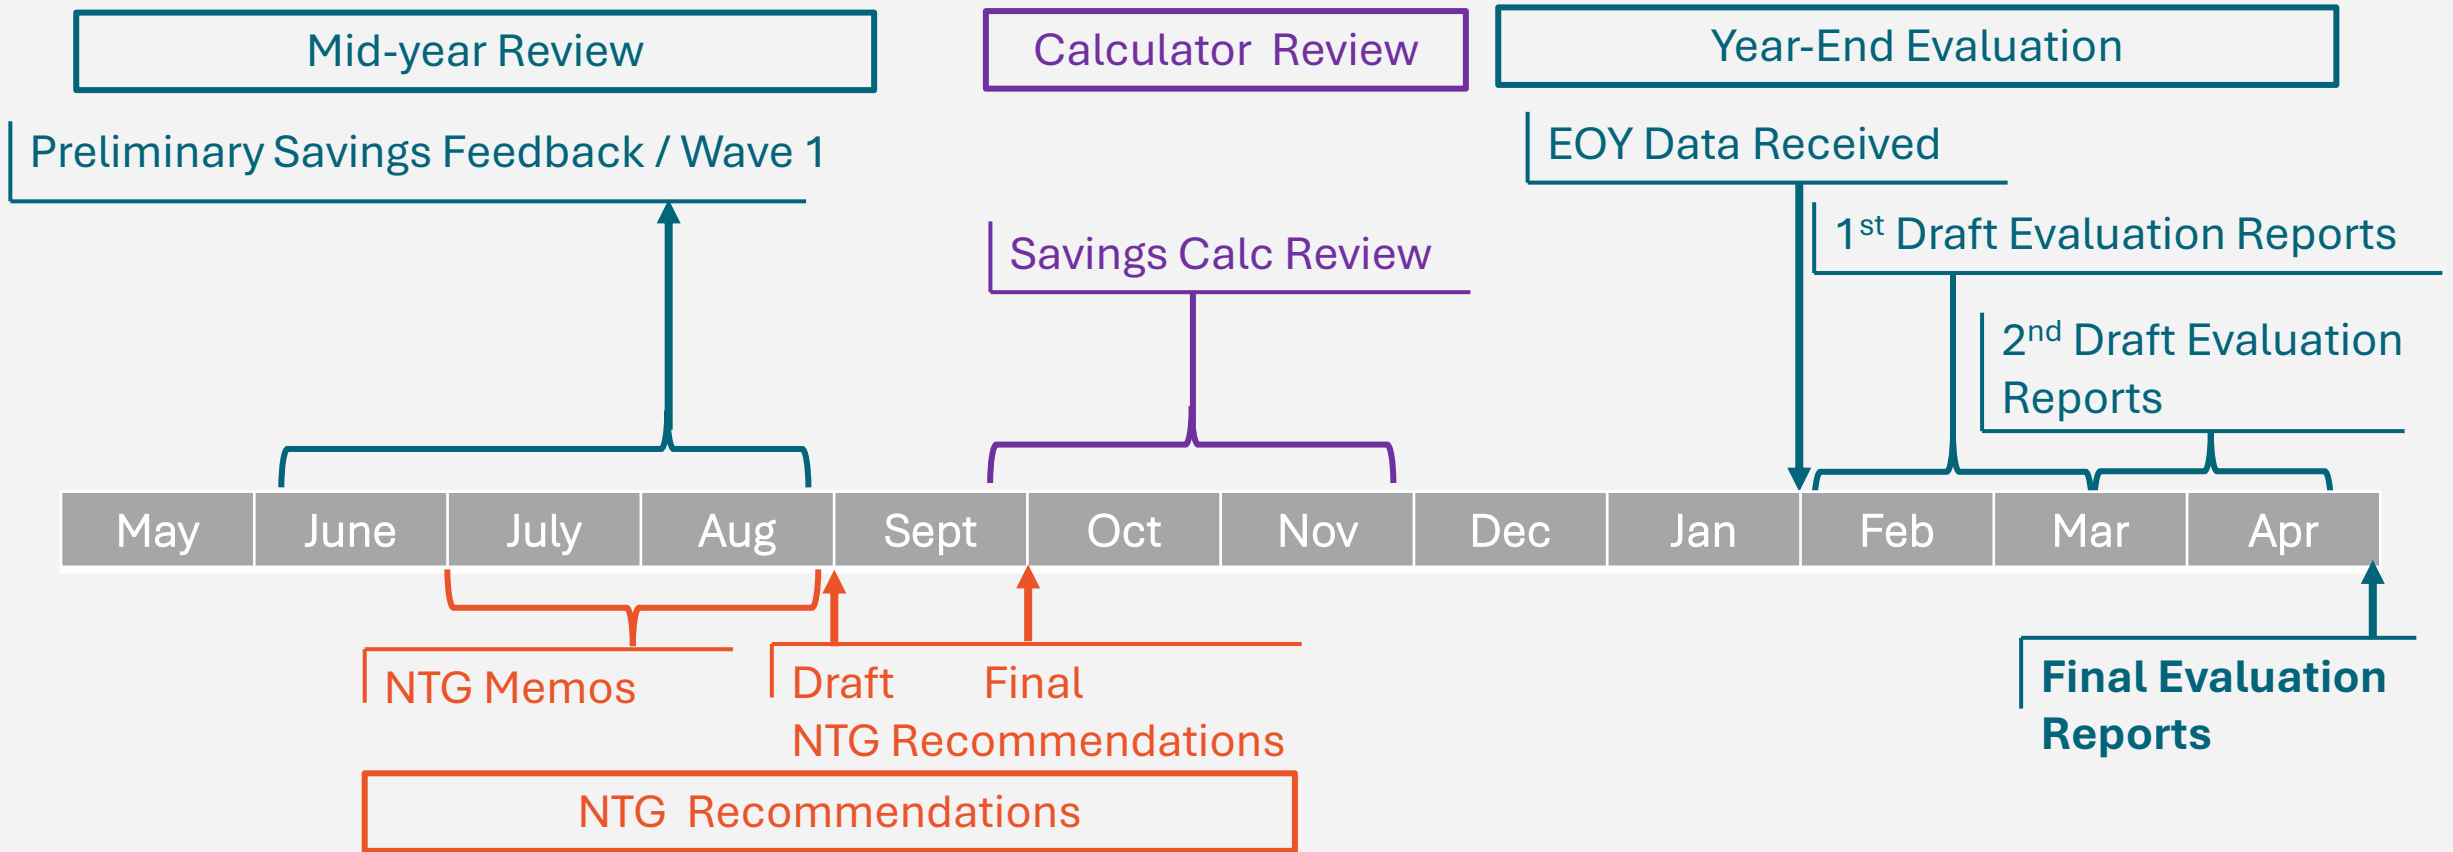 Mid-year Review
Calculator Review
Year-End Evaluation
Preliminary Savings Feedback / Wave 1
EOY Data Received
1st Draft Evaluation Reports
Savings Calc Review
2nd Draft Evaluation
Reports
May June July Aug Sept Oct Nov Dec Jan Feb Mar Apr
NTG Memos
Draft Final
NTG Recommendations
Final Evaluation
Reports
NTG Recommendations